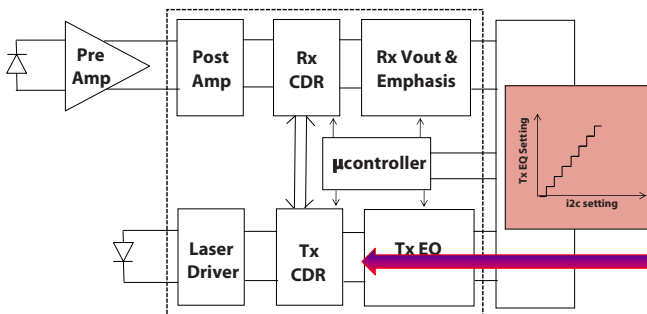 Pre
Amp
Post
Amp
Rx
CDR
Rx Vout &
Emphasis
μcontroller
Tx EQ Setting
i2c setting
Laser
Driver
Tx
CDR
Tx EQ